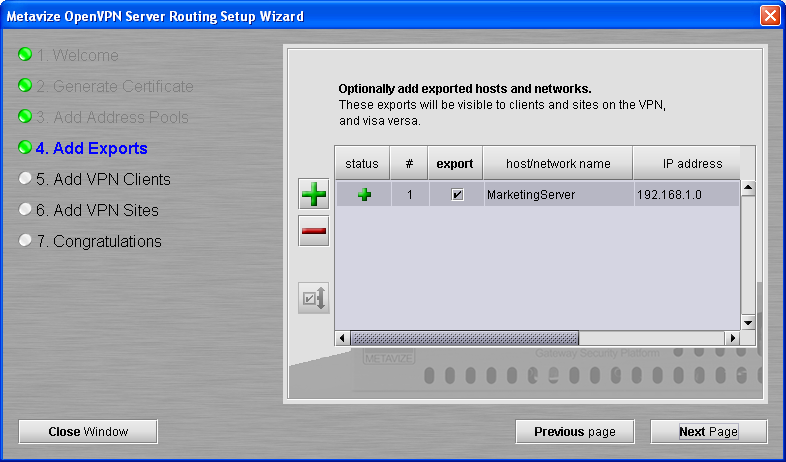 Metavize OpenVPN Server Routing Setup Wizard
1. Welcome
2. Generate Certificate
3. Add Address Pools
4. Add Exports
5. Add VPN Clients
6. Add VPN Sites
7. Congratulations
Optionally add exported hosts and networks.
These exports will be visible to clients and sites on the VPN,
and visa versa.
status # export host/network name IP address
1 MarketingServer 192.168.1.0
METAVIZE Gateway Security Platform
Close Window Previous page Next Page